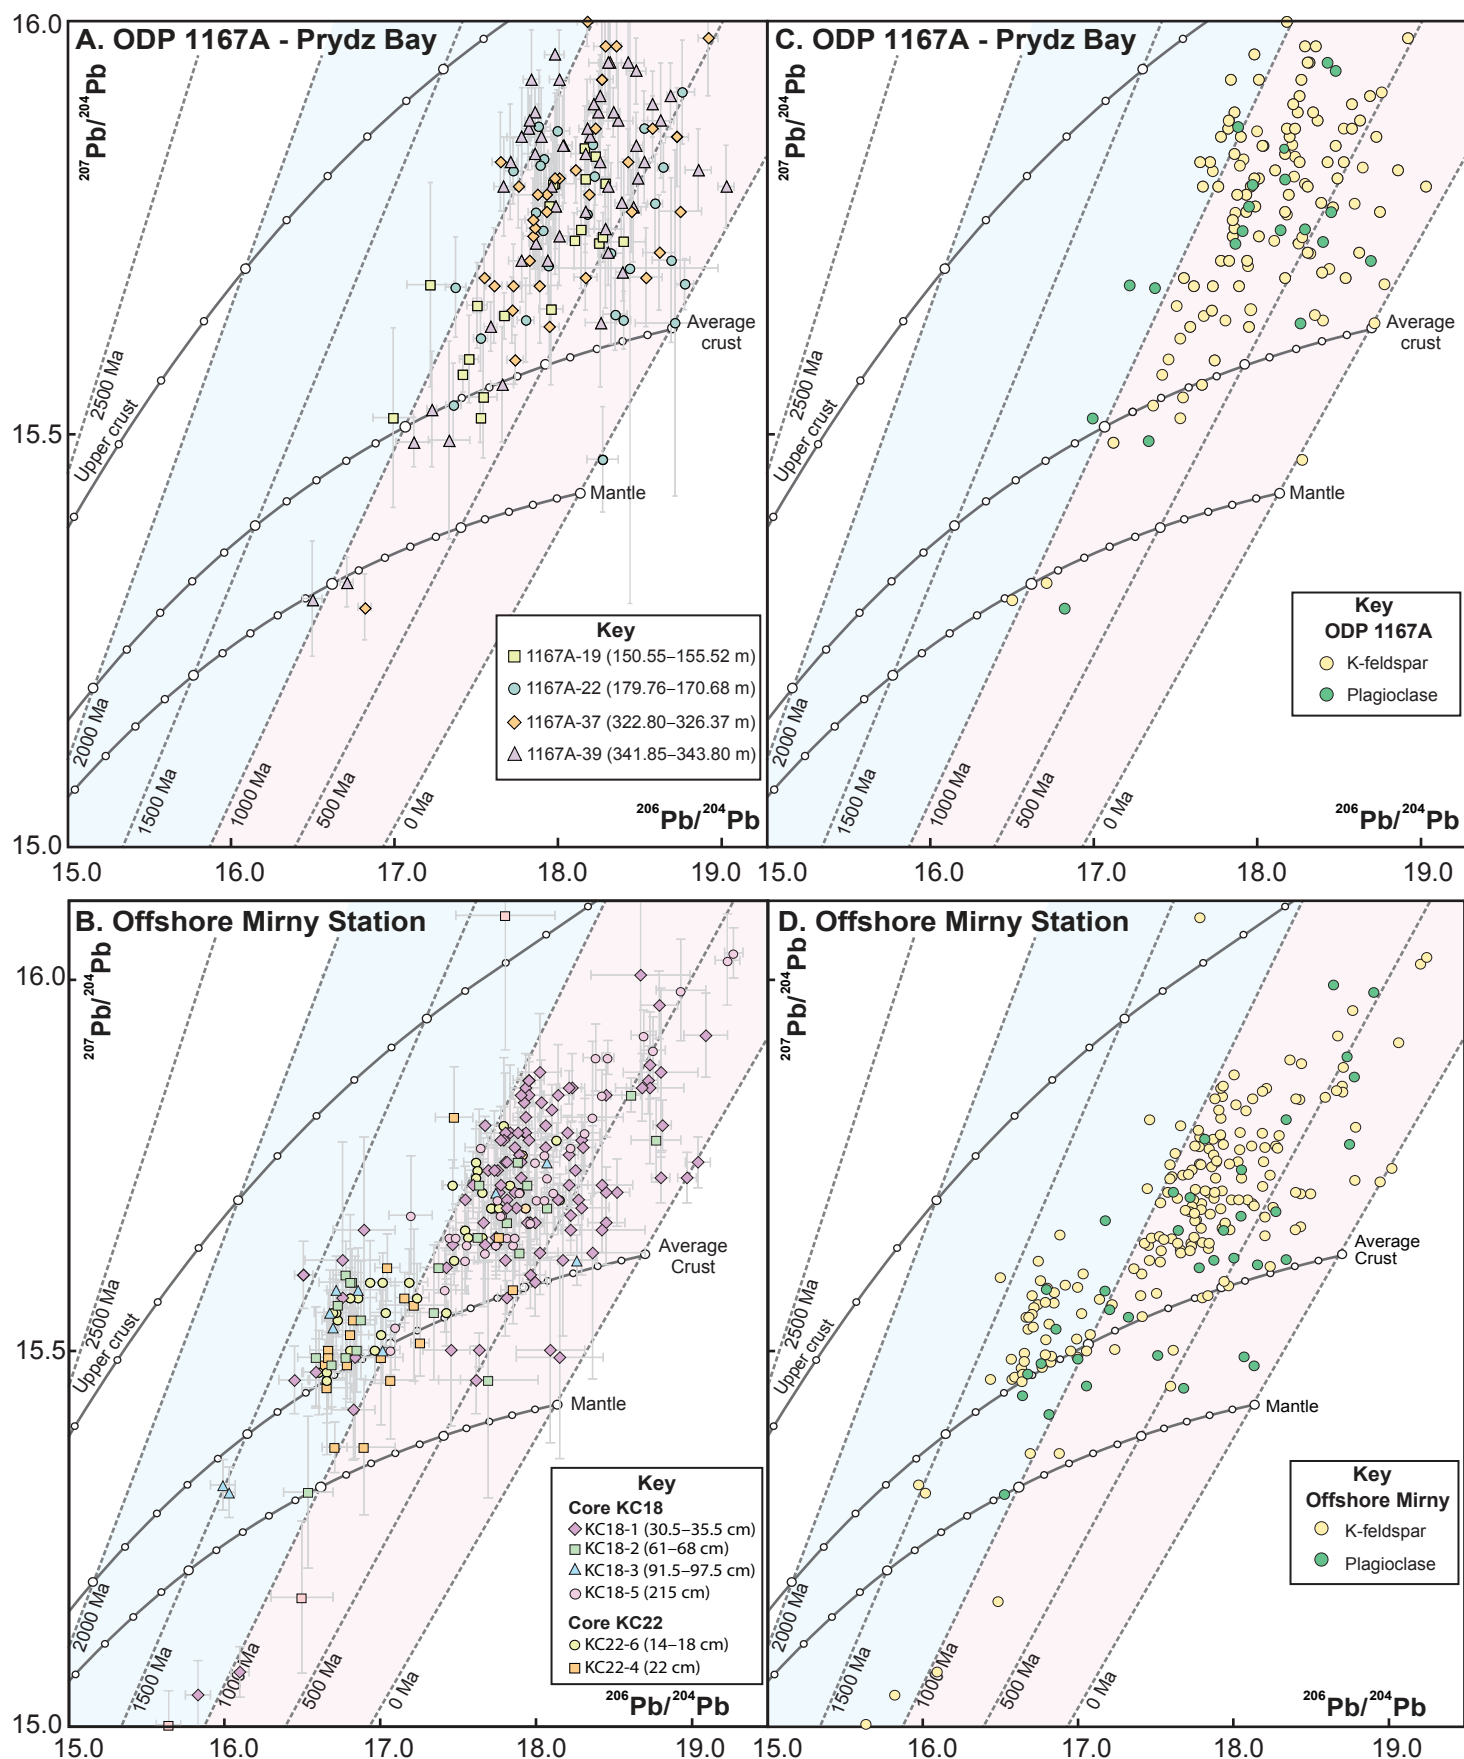 A. ODP 1167A - Prydz Bay
16.0
15.5
15.0
207Pb/204Pb
2500 Ma
Upper crust
2000 Ma
1500 Ma
1000 Ma
500 Ma
0 Ma
Average
crust
Mantle
Key
1167A-19 (150.55–155.52 m)
1167A-22 (179.76–170.68 m)
1167A-37 (322.80–326.37 m)
1167A-39 (341.85–343.80 m)
206Pb/204Pb
15.0 16.0 17.0 18.0 19.0
C. ODP 1167A - Prydz Bay
207Pb/204Pb
2500 Ma
Upper crust
2000 Ma
1500 Ma
1000 Ma
500 Ma
0 Ma
Average
crust
Mantle
Key
ODP 1167A
K-feldspar
Plagioclase
206Pb/204Pb
15.0 16.0 17.0 18.0 19.0
B. Offshore Mirny Station
16.0
15.5
15.0
207Pb/204Pb
2500 Ma
Upper crust
2000 Ma
1500 Ma
1000 Ma
500 Ma
0 Ma
Average
Crust
Mantle
Key
Core KC18
KC18-1 (30.5–35.5 cm)
KC18-2 (61–68 cm)
KC18-3 (91.5–97.5 cm)
KC18-5 (215 cm)
Core KC22
KC22-6 (14–18 cm)
KC22-4 (22 cm)
206Pb/204Pb
15.0 16.0 17.0 18.0 19.0
D. Offshore Mirny Station
207Pb/204Pb
2500 Ma
Upper crust
2000 Ma
1500 Ma
1000 Ma
500 Ma
0 Ma
Average
Crust
Mantle
Key
Offshore Mirny
K-feldspar
Plagioclase
206Pb/204Pb
15.0 16.0 17.0 18.0 19.0